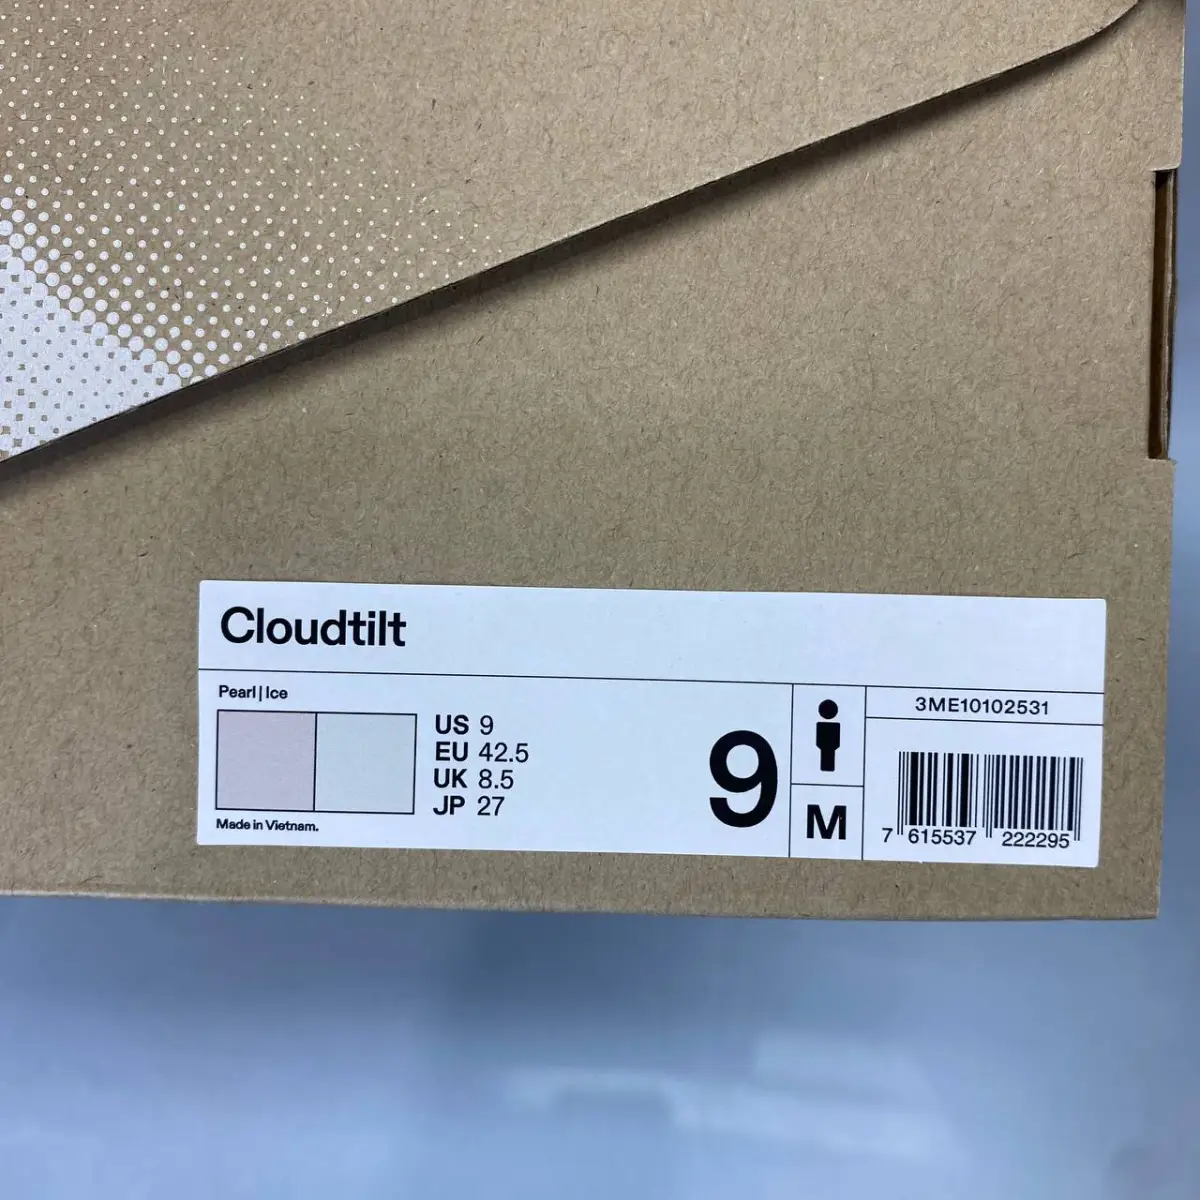 Cloudtilt
Pearl | Ice
US 9
EU 42.5
UK 8.5
JP 27
Made in Vietnam.
9
M
3ME10102531
7 615537 222295